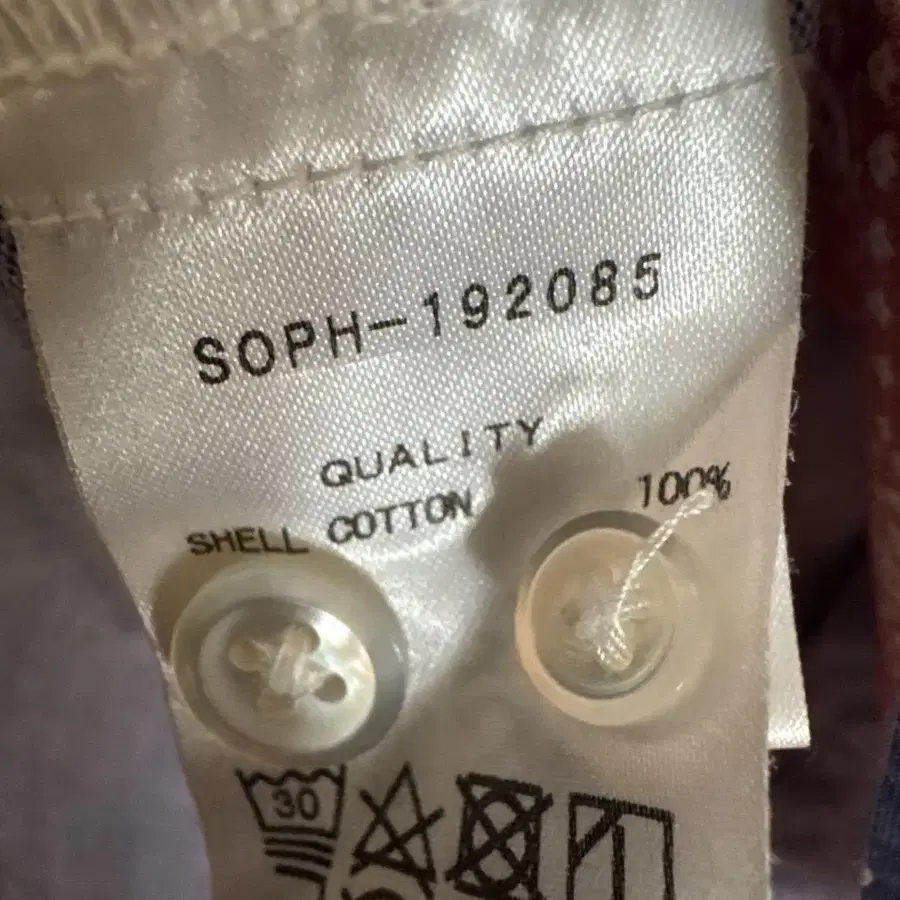 SOPH-192085
QUALITY
SHELL COTTON 100%
30